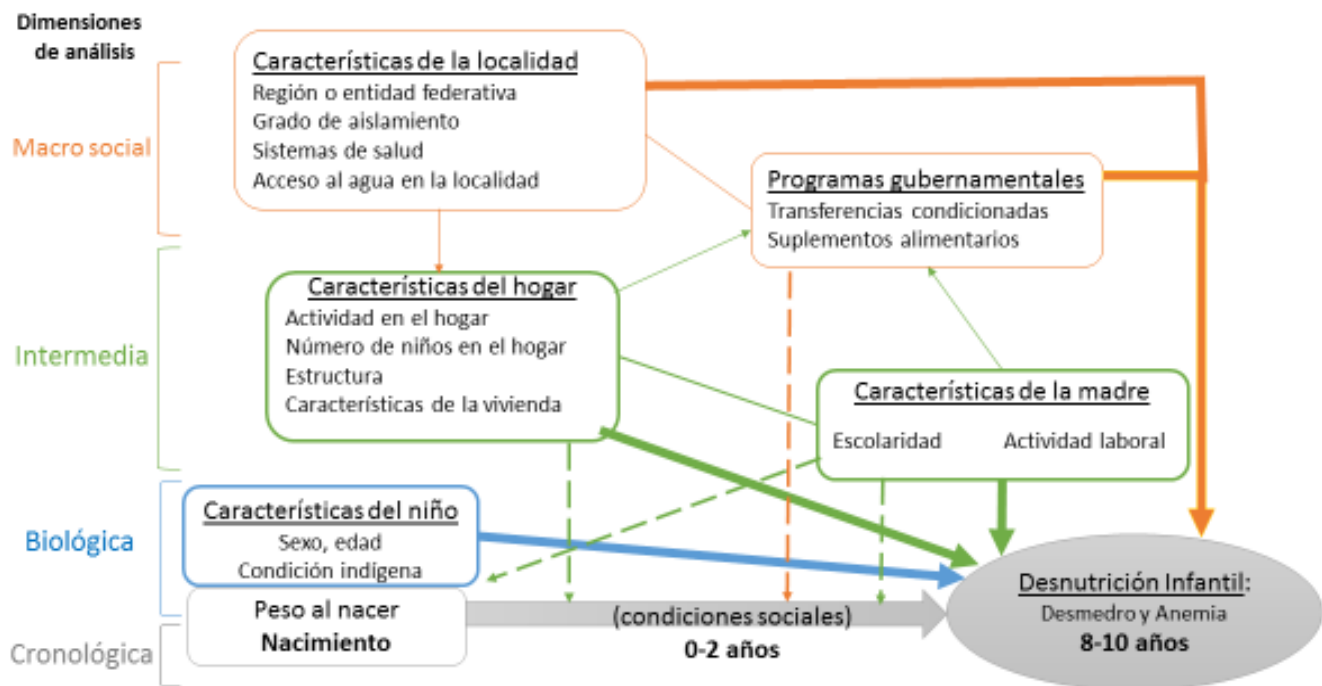 Dimensiones
de análisis
Macro social
Características de la localidad
Región o entidad federativa
Grado de aislamiento
Sistemas de salud
Acceso al agua en la localidad
Programas gubernamentales
Transferencias condicionadas
Suplementos alimentarios
Intermedia
Características del hogar
Actividad en el hogar
Número de niños en el hogar
Estructura
Características de la vivienda
Características de la madre
Escolaridad Actividad laboral
Biológica
Características del niño
Sexo, edad
Condición indígena
Peso al nacer
Nacimiento
Cronológica
(condiciones sociales)
0-2 años
Desnutrición Infantil:
Desmedro y Anemia
8-10 años